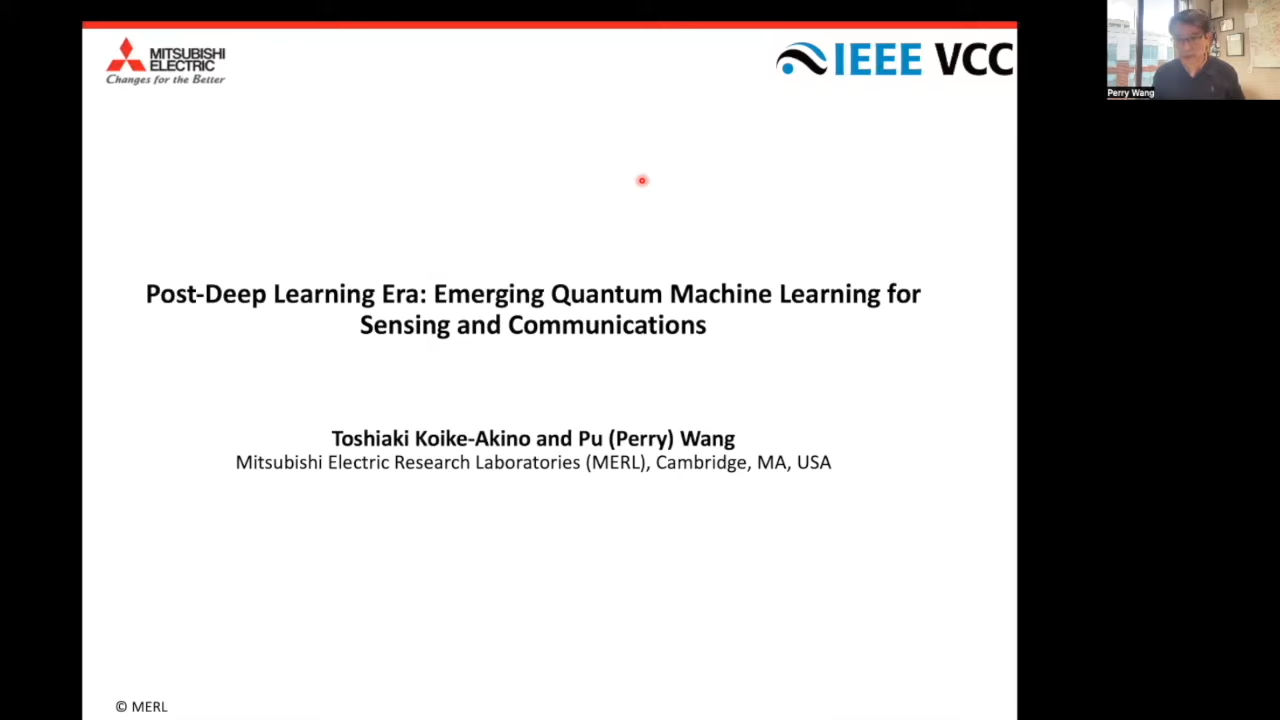 MITSUBISHI
ELECTRIC
Changes for the Better
IEEE VCC
Perry Wang
Post-Deep Learning Era: Emerging Quantum Machine Learning for
Sensing and Communications
Toshiaki Koike-Akino and Pu (Perry) Wang
Mitsubishi Electric Research Laboratories (MERL), Cambridge, MA, USA
© MERL